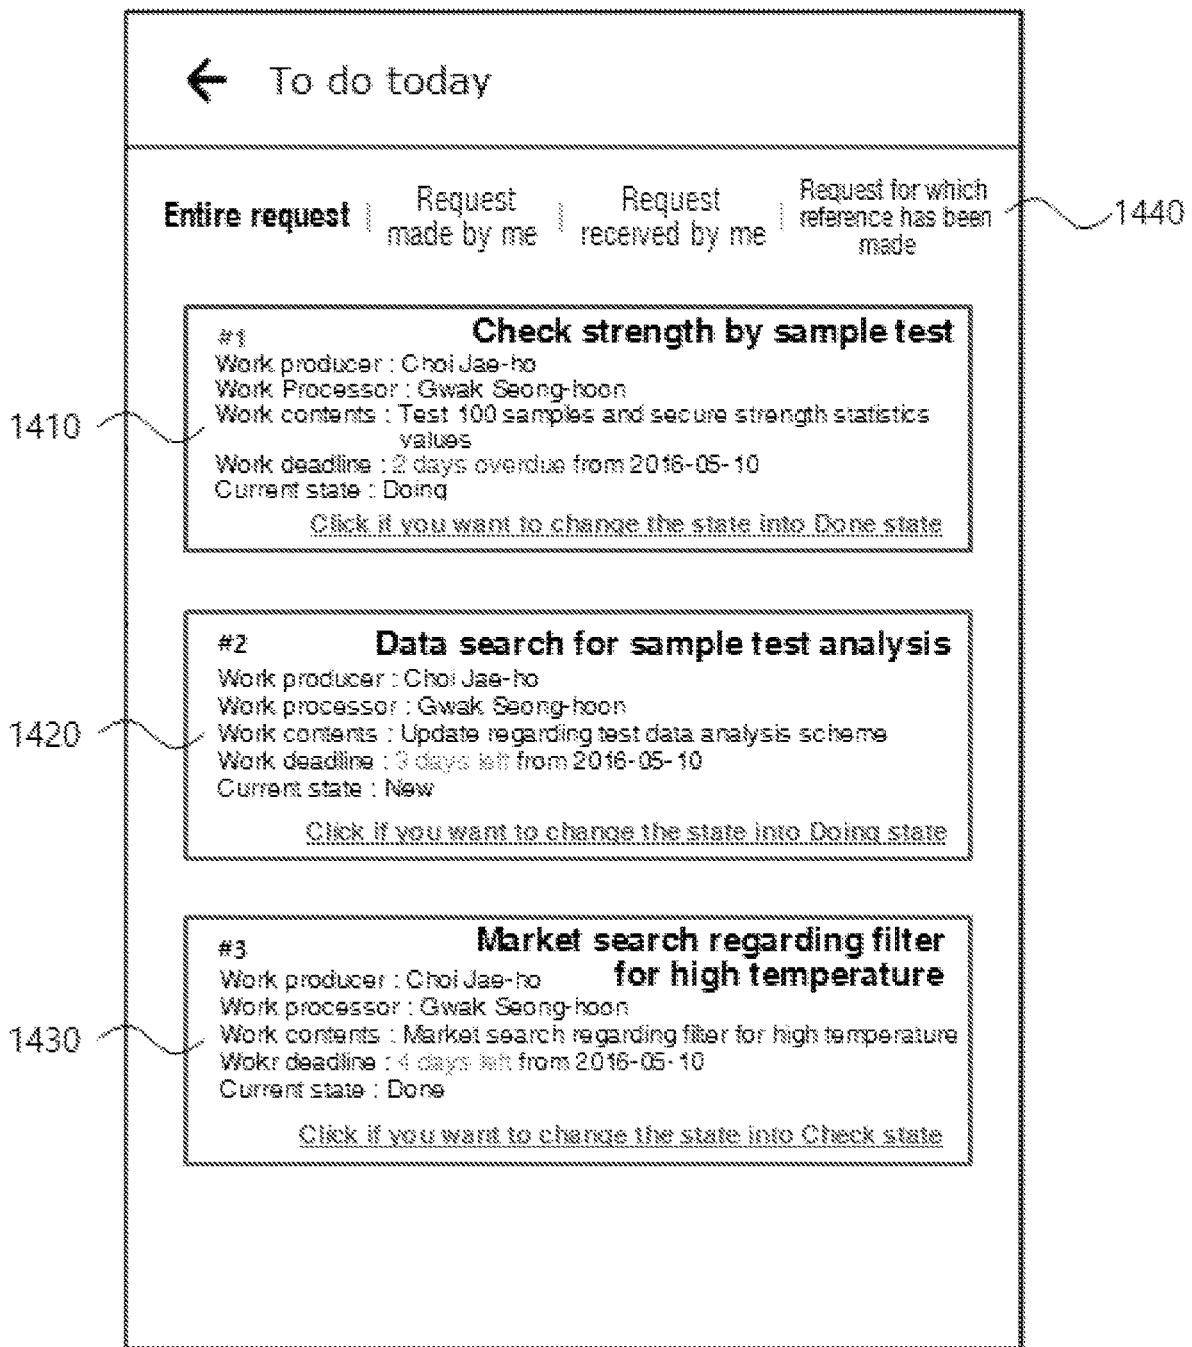 ← To do today
Entire request | Request made by me | Request received by me | Request for which reference has been made
1440
#1 Check strength by sample test
Work producer : Choi Jae-ho
Work Processor : Gwak Seong-hoon
1410
Work contents : Test 100 samples and secure strength statistics
values
Work deadline : 2 days overdue from 2016-05-10
Current state : Doing
Click if you want to change the state into Done state
#2 Data search for sample test analysis
Work producer : Choi Jae-ho
Work processor : Gwak Seong-hoon
1420
Work contents : Update regarding test data analysis scheme
Work deadline : 3 days left from 2016-05-10
Current state : New
Click if you want to change the state into Doing state
#3 Market search regarding filter
for high temperature
Work producer : Choi Jae-ho
Work processor : Gwak Seong-hoon
1430
Work contents : Market search regarding filter for high temperature
Wokr deadline : 4 days left from 2016-05-10
Current state : Done
Click if you want to change the state into Check state